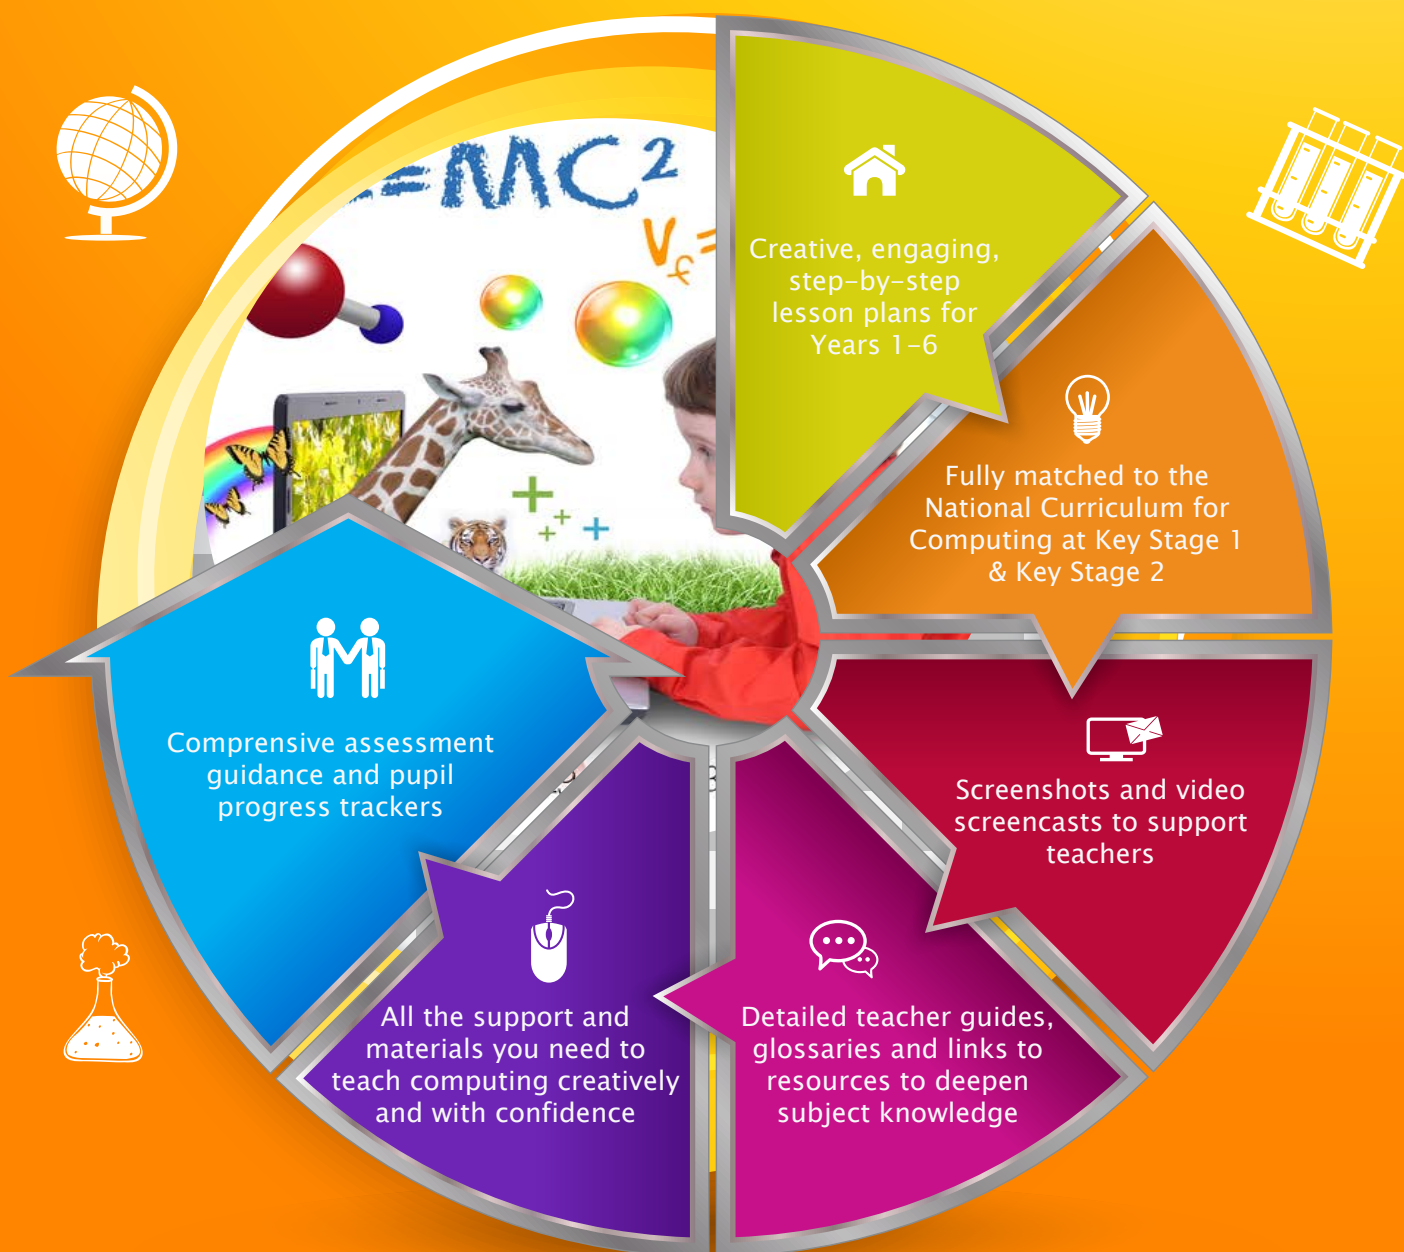 =MC²
Vf=
Creative, engaging,
step-by-step
lesson plans for
Years 1-6
Fully matched to the
National Curriculum for
Computing at Key Stage 1
& Key Stage 2
Screenshots and video
screencasts to support
teachers
Detailed teacher guides,
glossaries and links to
resources to deepen
subject knowledge
All the support and
materials you need to
teach computing creatively
and with confidence
Comprensive assessment
guidance and pupil
progress trackers